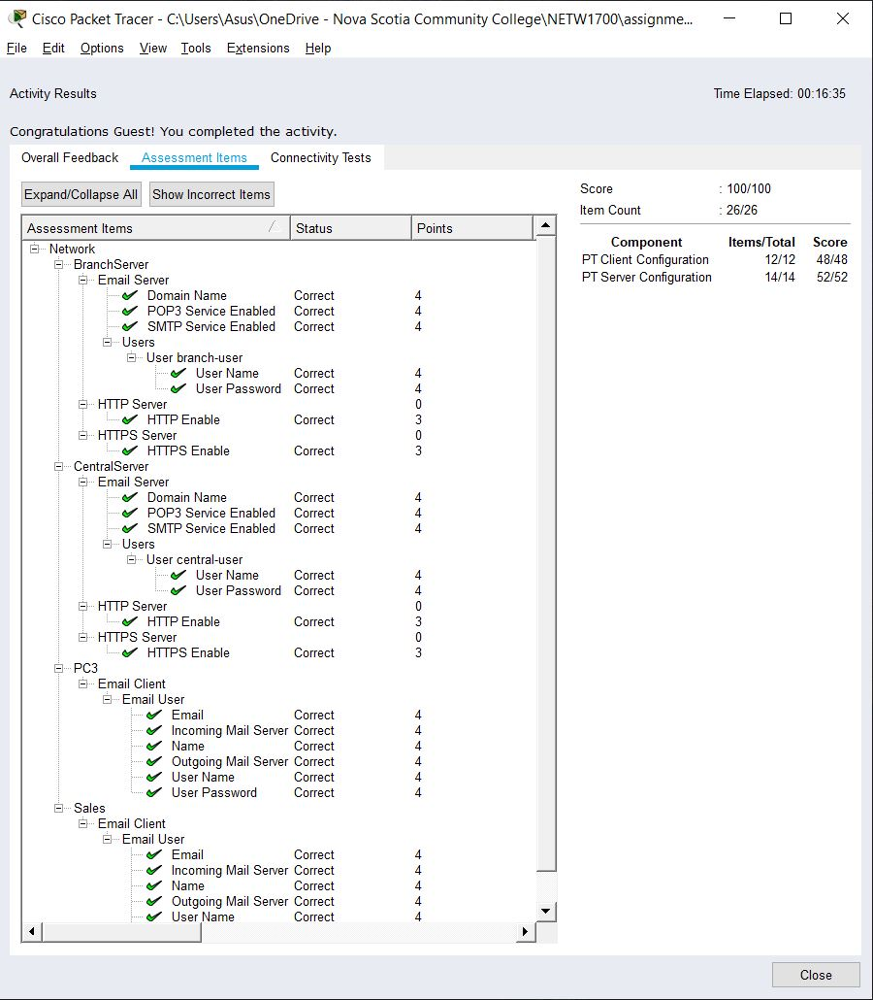 Cisco Packet Tracer - C:\Users\Asus\OneDrive - Nova Scotia Community College\NETW1700\assignme...
File Edit Options View Tools Extensions Help
Activity Results Time Elapsed: 00:16:35
Congratulations Guest! You completed the activity.
Overall Feedback Assessment Items Connectivity Tests
Expand/Collapse All Show Incorrect Items
Score : 100/100
Item Count : 26/26
Component Items/Total Score
PT Client Configuration 12/12 48/48
PT Server Configuration 14/14 52/52
Assessment Items Status Points
Network
BranchServer
Email Server
Domain Name Correct 4
POP3 Service Enabled Correct 4
SMTP Service Enabled Correct 4
Users
User branch-user
User Name Correct 4
User Password Correct 4
HTTP Server 0
HTTP Enable Correct 3
HTTPS Server 0
HTTPS Enable Correct 3
CentralServer
Email Server
Domain Name Correct 4
POP3 Service Enabled Correct 4
SMTP Service Enabled Correct 4
Users
User central-user
User Name Correct 4
User Password Correct 4
HTTP Server 0
HTTP Enable Correct 3
HTTPS Server 0
HTTPS Enable Correct 3
PC3
Email Client
Email User
Email Correct 4
Incoming Mail Server Correct 4
Name Correct 4
Outgoing Mail Server Correct 4
User Name Correct 4
User Password Correct 4
Sales
Email Client
Email User
Email Correct 4
Incoming Mail Server Correct 4
Name Correct 4
Outgoing Mail Server Correct 4
User Name Correct 4
Close